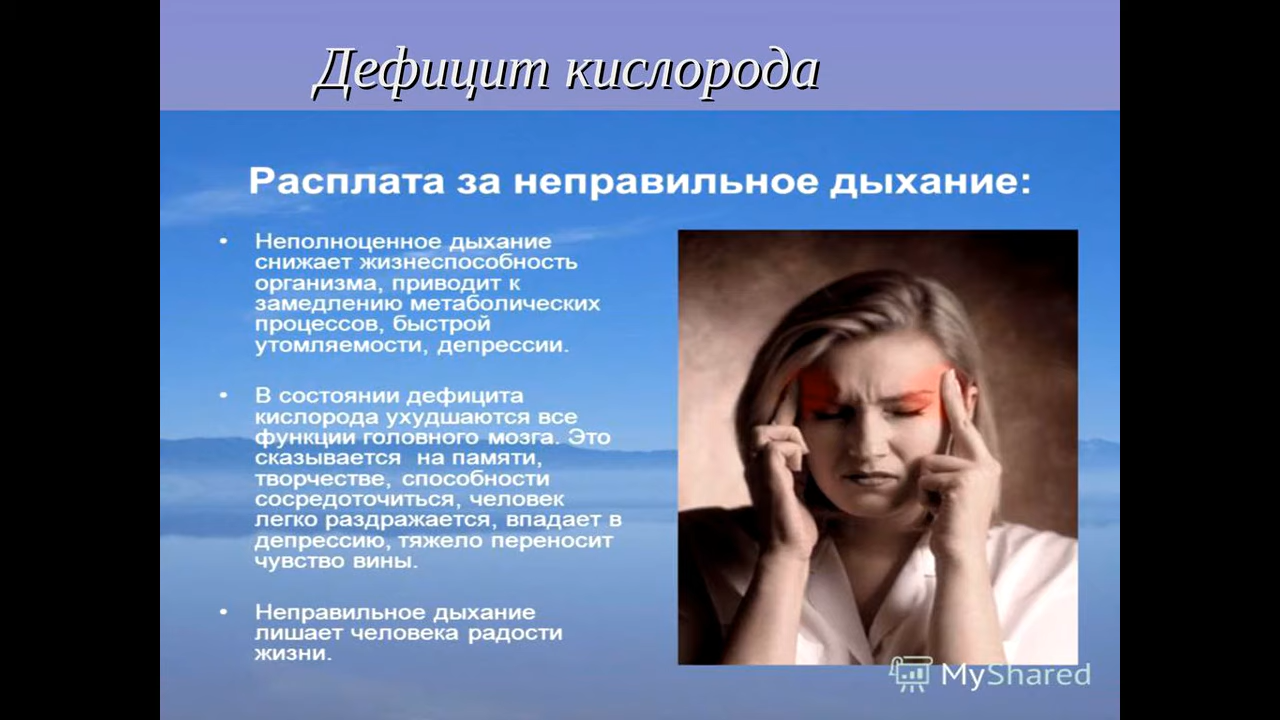 Дефицит кислорода
Расплата за неправильное дыхание:
• Неполноценное дыхание
снижает жизнеспособность
организма, приводит к
замедлению метаболических
процессов, быстрой
утомляемости, депрессии.
• В состоянии дефицита
кислорода ухудшаются все
функции головного мозга. Это
сказывается на памяти,
творчестве, способности
сосредоточиться, человек
легко раздражается, впадает в
депрессию, тяжело переносит
чувство вины.
• Неправильное дыхание
лишает человека радости
жизни.
MyShared